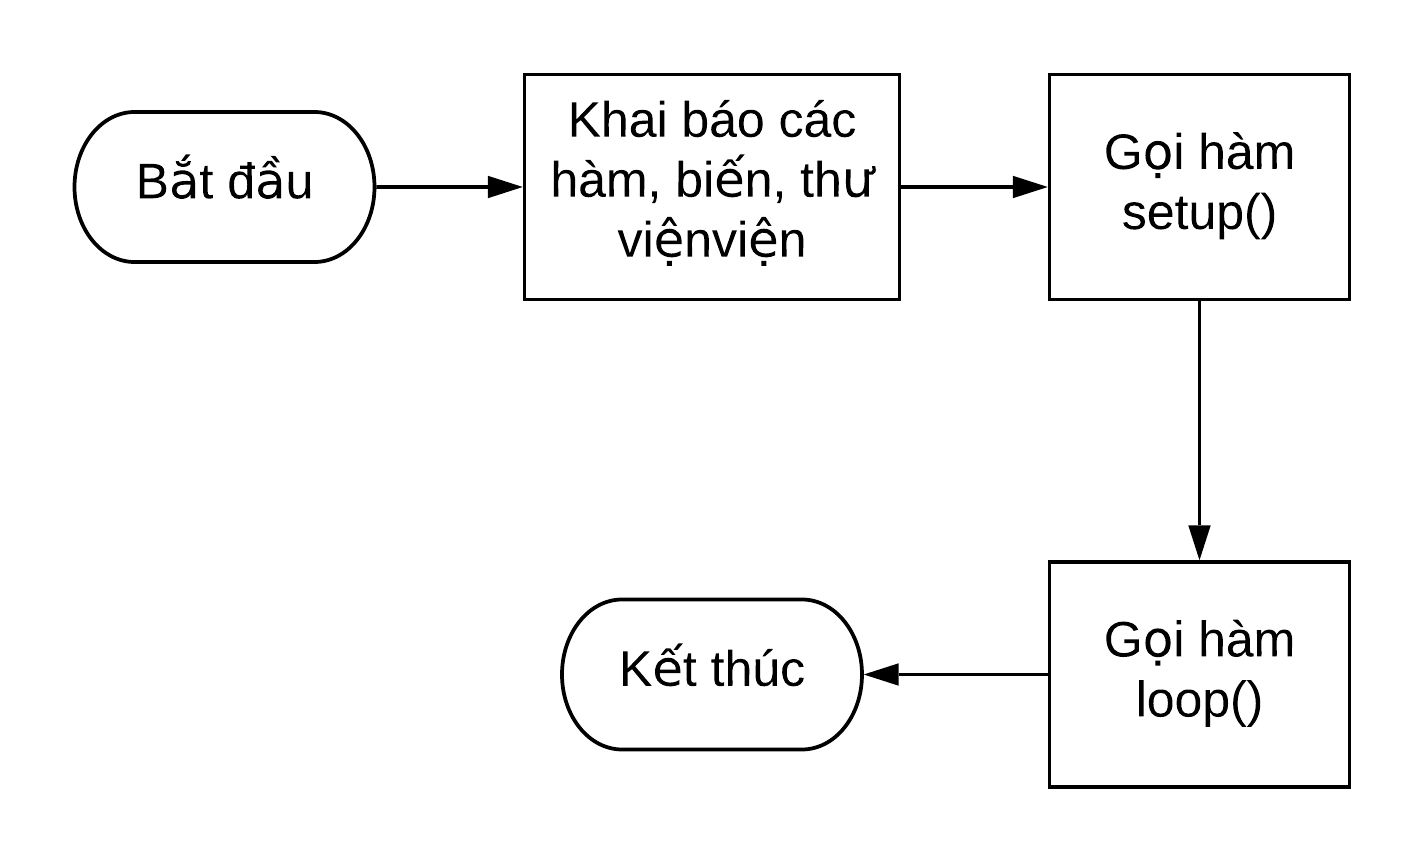 Bắt đầu
Khai báo các
hàm, biến, thư
việnviện
Gọi hàm
setup()
Gọi hàm
loop()
Kết thúc